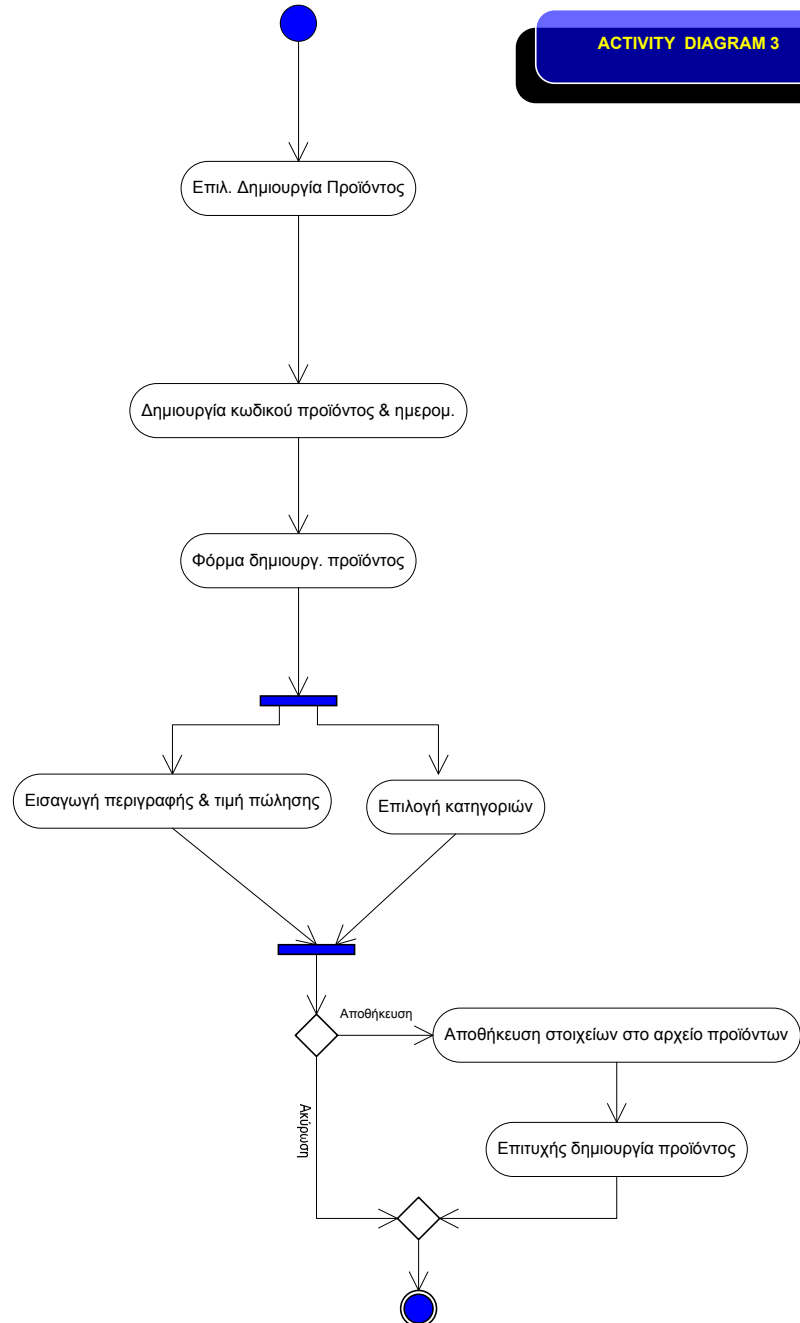 ACTIVITY DIAGRAM 3
Επιλ. Δημιουργία Προϊόντος
Δημιουργία κωδικού προϊόντος & ημερομ.
Φόρμα δημιουργ. προϊόντος
Εισαγωγή περιγραφής & τιμή πώλησης
Επιλογή κατηγοριών
Αποθήκευση
Αποθήκευση στοιχείων στο αρχείο προϊόντων
Ακύρωση
Επιτυχής δημιουργία προϊόντος